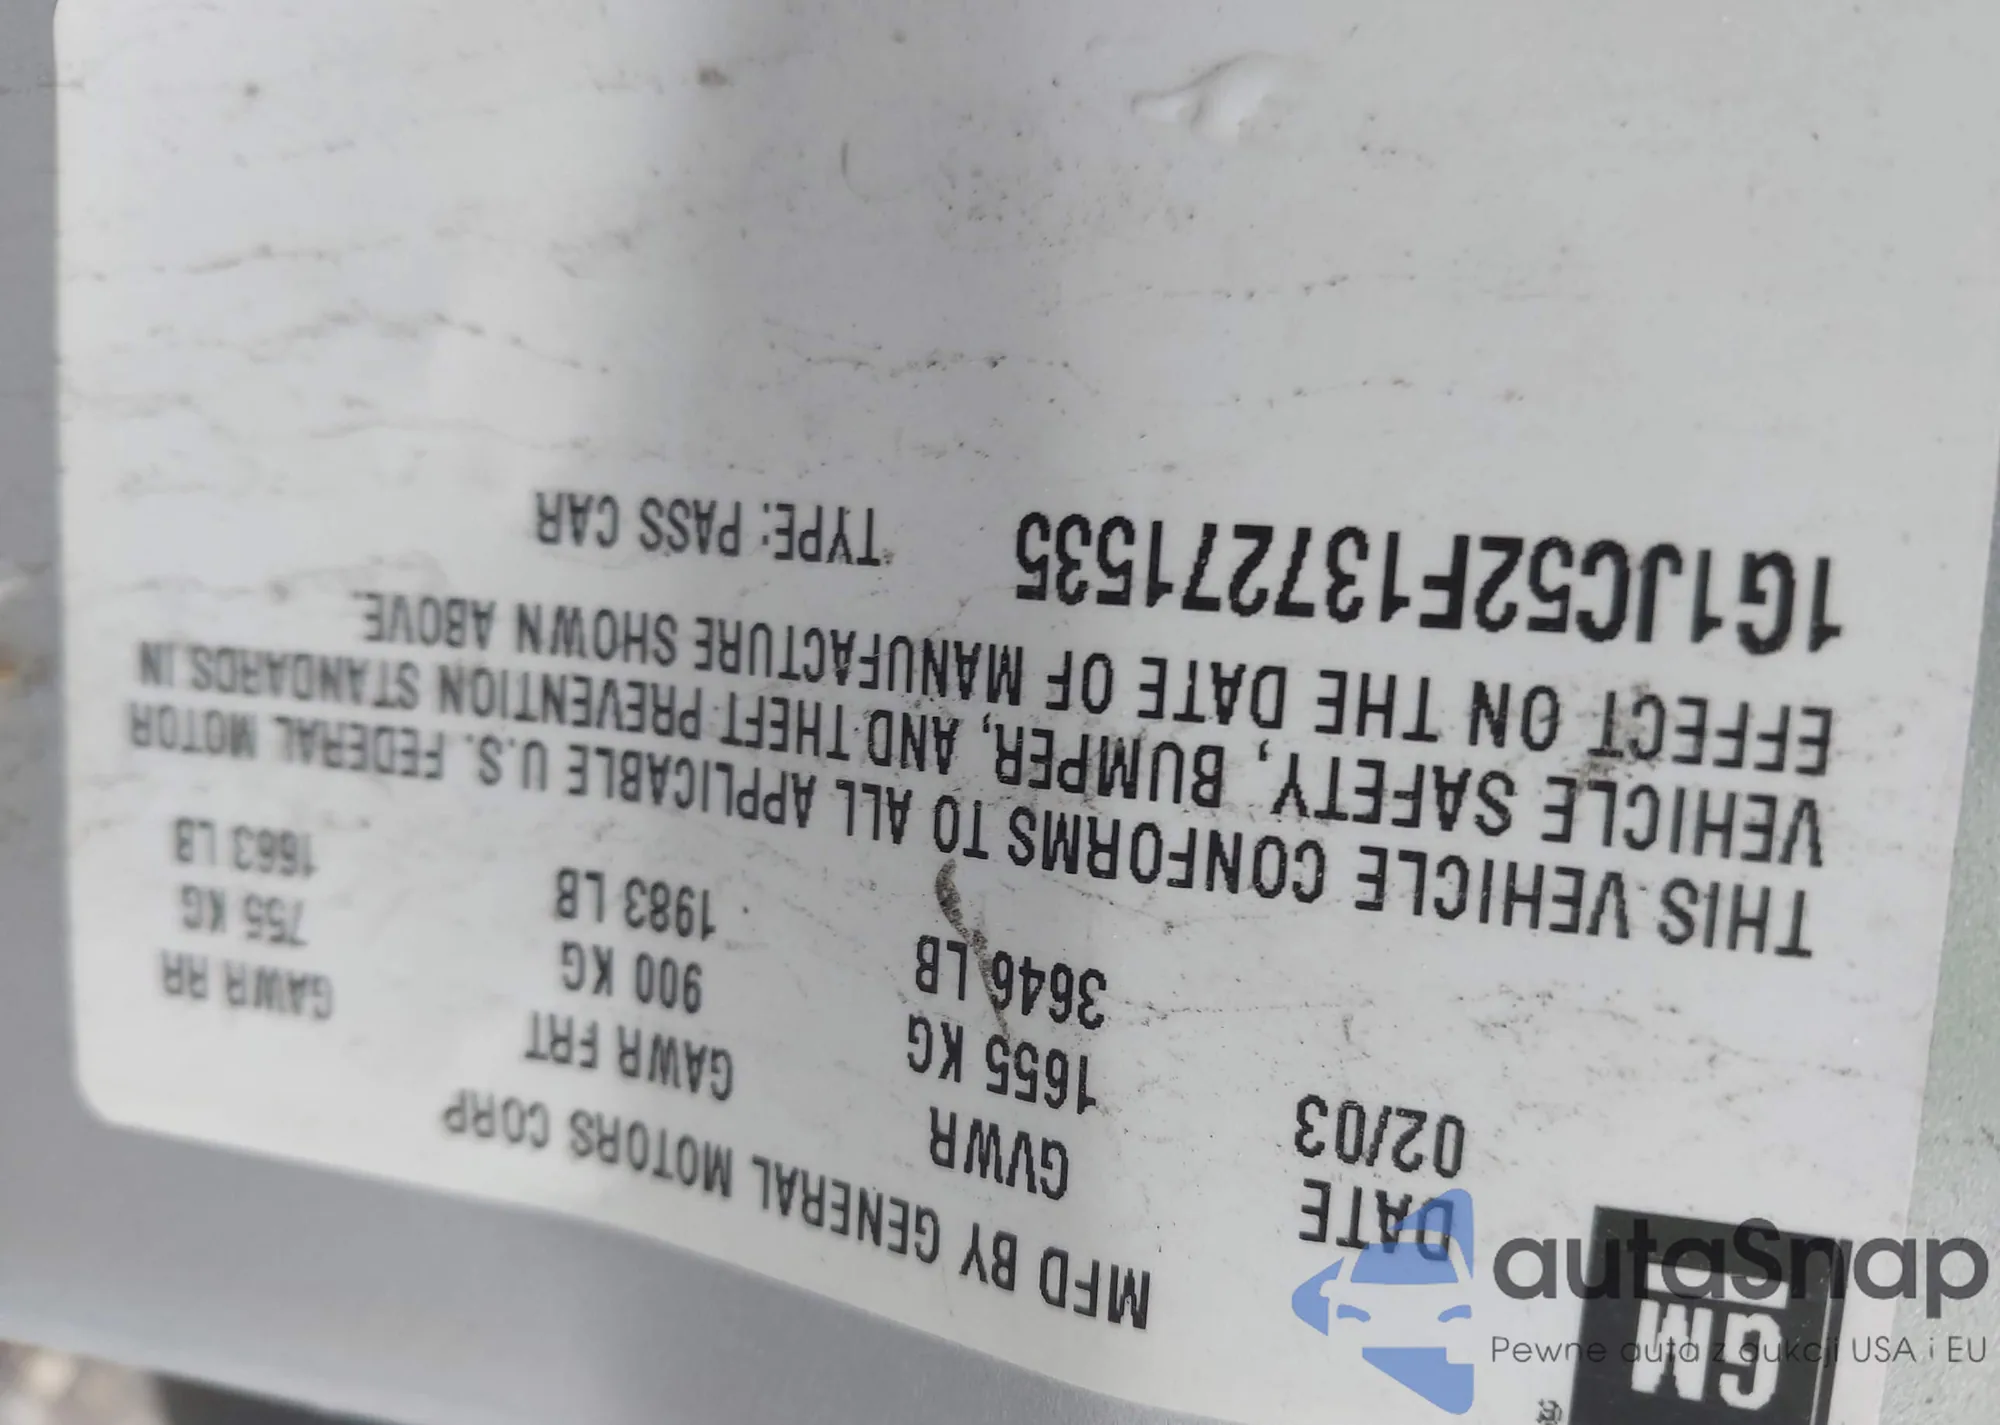 GM
MFD BY GENERAL MOTORS CORP
DATE GVWR GAWR FRT GAWR RR
02/03 1655 KG 900 KG 755 KG
3646 LB 1983 LB 1663 LB
THIS VEHICLE CONFORMS TO ALL APPLICABLE U.S. FEDERAL MOTOR
VEHICLE SAFETY, BUMPER, AND THEFT PREVENTION STANDARDS IN
EFFECT ON THE DATE OF MANUFACTURE SHOWN ABOVE.
1G1JC52F137271535 TYPE: PASS CAR
autaSnap
Pewne auta z aukcji USA i EU